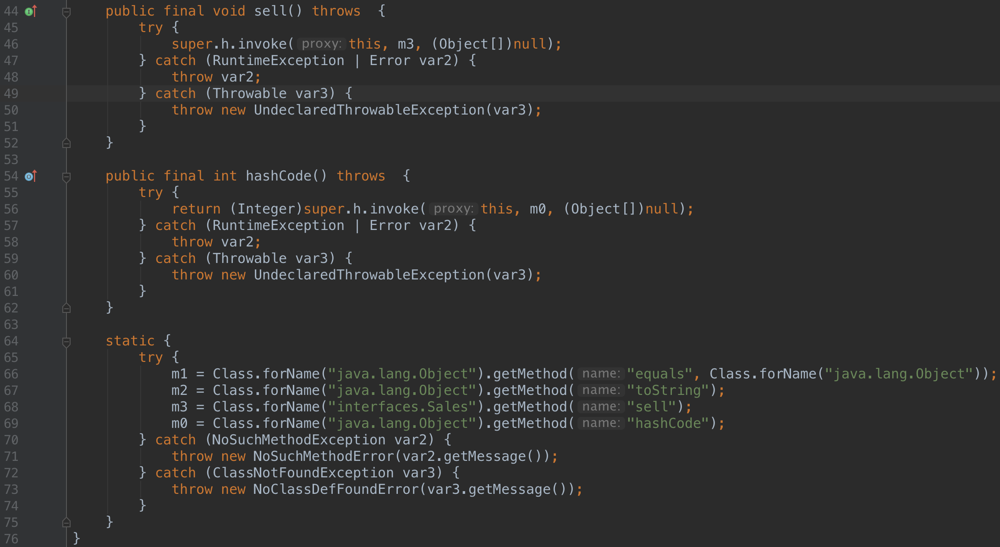 44 public final void sell() throws  {
45 try {
46 super.h.invoke( proxy: this, m3, (Object[])null);
47 } catch (RuntimeException | Error var2) {
48 throw var2;
49 } catch (Throwable var3) {
50 throw new UndeclaredThrowableException(var3);
51 }
52 }
53
54 public final int hashCode() throws  {
55 try {
56 return (Integer)super.h.invoke( proxy: this, m0, (Object[])null);
57 } catch (RuntimeException | Error var2) {
58 throw var2;
59 } catch (Throwable var3) {
60 throw new UndeclaredThrowableException(var3);
61 }
62 }
63
64 static {
65 try {
66 m1 = Class.forName("java.lang.Object").getMethod( name: "equals", Class.forName("java.lang.Object"));
67 m2 = Class.forName("java.lang.Object").getMethod( name: "toString");
68 m3 = Class.forName("interfaces.Sales").getMethod( name: "sell");
69 m0 = Class.forName("java.lang.Object").getMethod( name: "hashCode");
70 } catch (NoSuchMethodException var2) {
71 throw new NoSuchMethodError(var2.getMessage());
72 } catch (ClassNotFoundException var3) {
73 throw new NoClassDefFoundError(var3.getMessage());
74 }
75 }
76 }